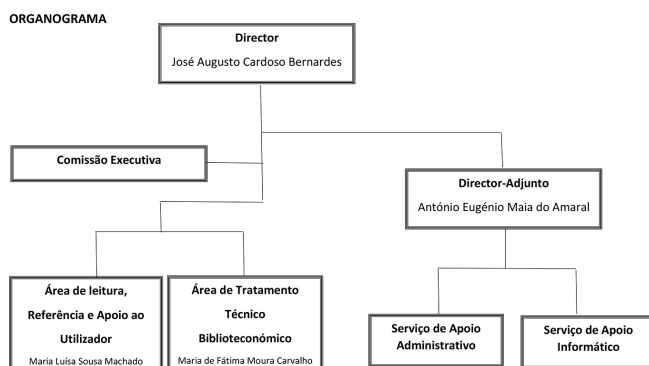 ORGANOGRAMA
Director
José Augusto Cardoso Bernardes
Comissão Executiva
Director-Adjunto
António Eugénio Maia do Amaral
Área de leitura,
Referência e Apoio ao
Utilizador
Maria Luísa Sousa Machado
Área de Tratamento
Técnico
Biblioteconómico
Maria de Fátima Moura Carvalho
Serviço de Apoio
Administrativo
Serviço de Apoio
Informático